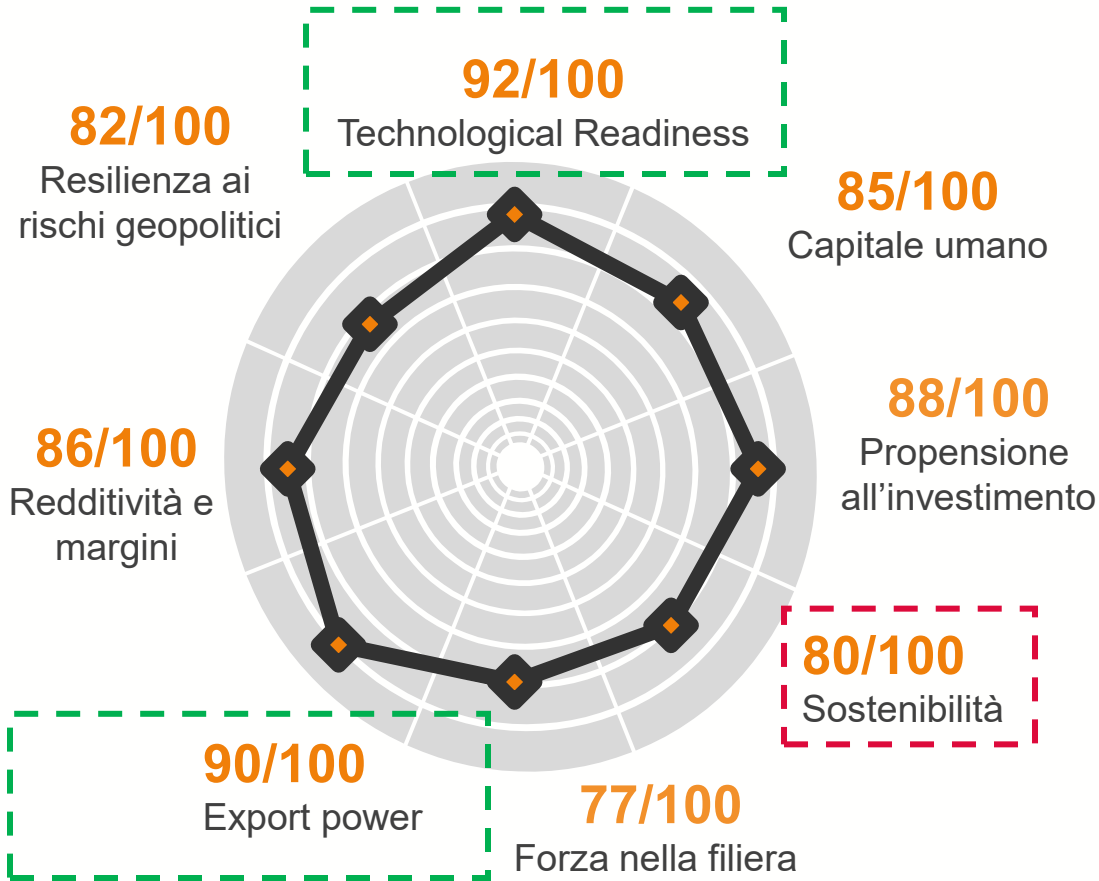 92/100
Technological Readiness
82/100
Resilienza ai
rischi geopolitici
85/100
Capitale umano
88/100
Propensione
all’investimento
86/100
Redditività e
margini
80/100
Sostenibilità
90/100
Export power
77/100
Forza nella filiera